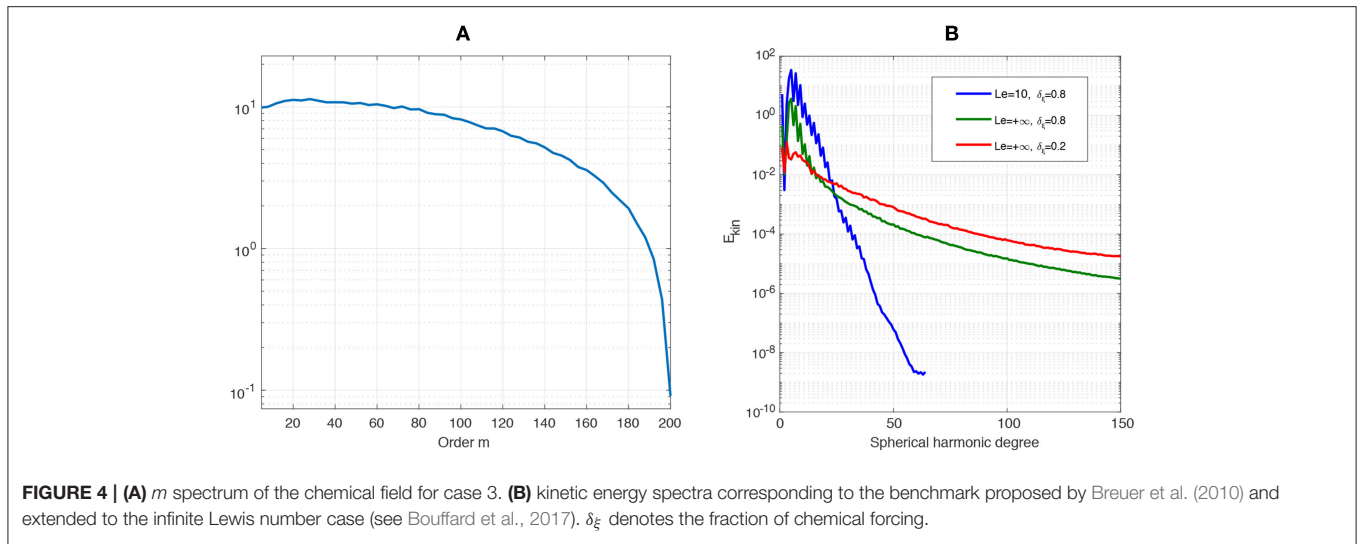 A
10^1
10^0
10^-1
20 40 60 80 100 120 140 160 180 200
Order m
B
10^2
10^0
10^-2
10^-4
10^-6
10^-8
10^-10
E_kin
0 50 100 150
Spherical harmonic degree
Le=10, δ_ξ=0.8
Le=+∞, δ_ξ=0.8
Le=+∞, δ_ξ=0.2
FIGURE 4 | (A) m spectrum of the chemical field for case 3. (B) kinetic energy spectra corresponding to the benchmark proposed by Breuer et al. (2010) and
extended to the infinite Lewis number case (see Bouffard et al., 2017). δ_ξ denotes the fraction of chemical forcing.